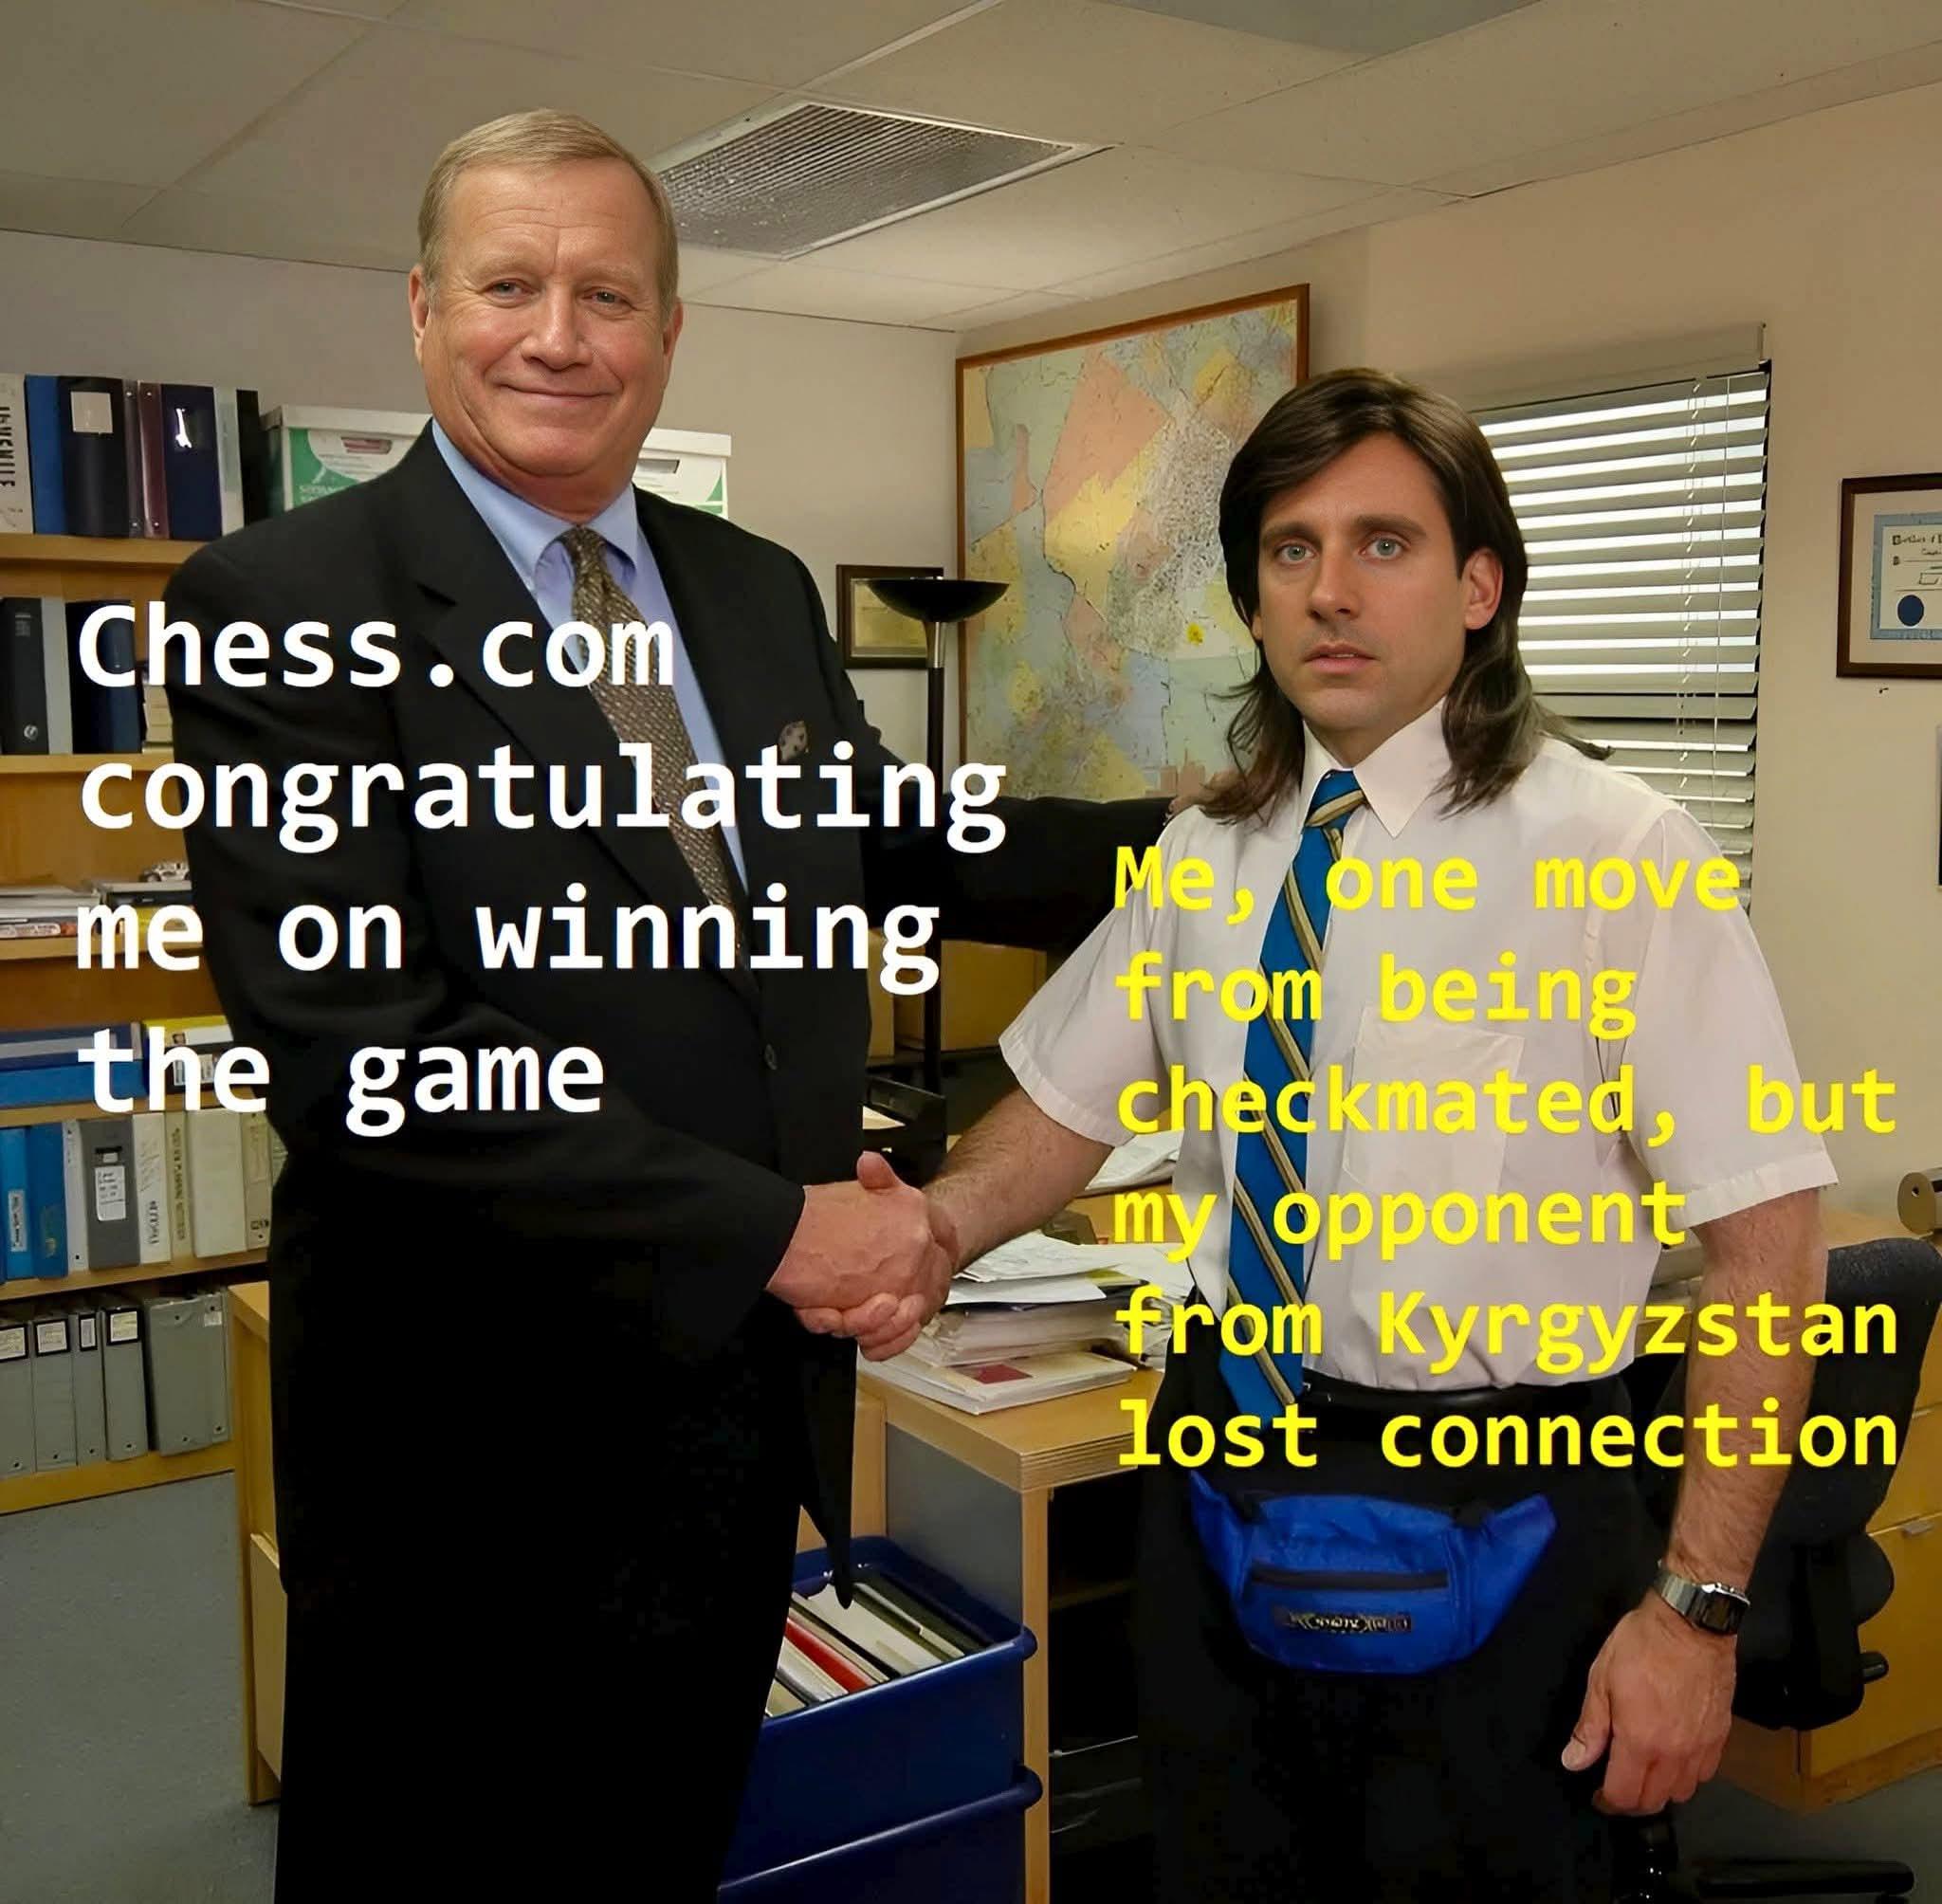 Chess.com
congratulating
me on winning
the game
Me, one move
from being
checkmated, but
my opponent
from Kyrgyzstan
lost connection